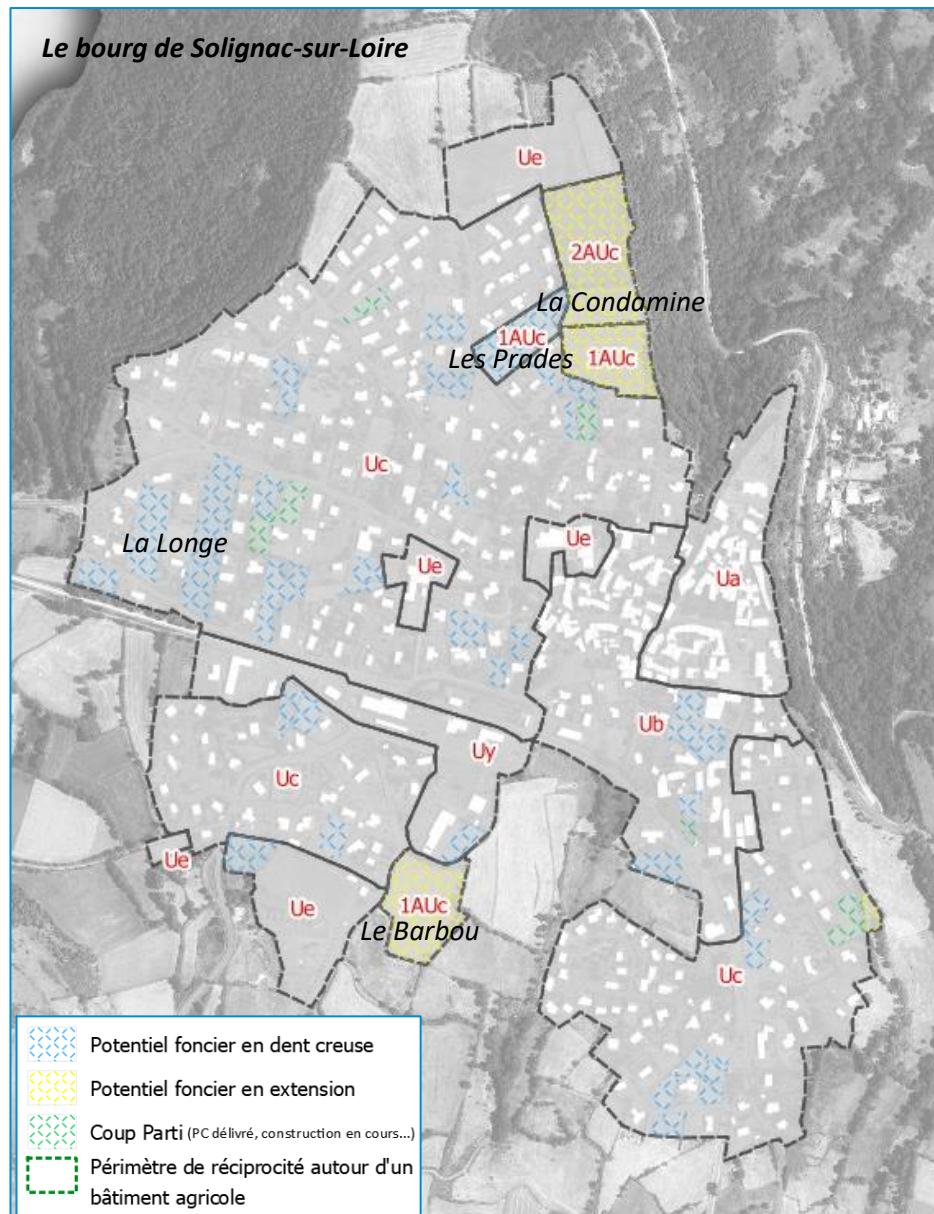 Le bourg de Solignac-sur-Loire
Ue
2AUc
La Condamine
1AUc
Les Prades
1AUc
Uc
La Longe
Ue
Ue
Ua
Ub
Uy
Uc
Ue
Ue
1AUc
Le Barbou
Uc
Potentiel foncier en dent creuse
Potentiel foncier en extension
Coup Parti (PC délivré, construction en cours...)
Périmètre de réciprocité autour d'un
bâtiment agricole